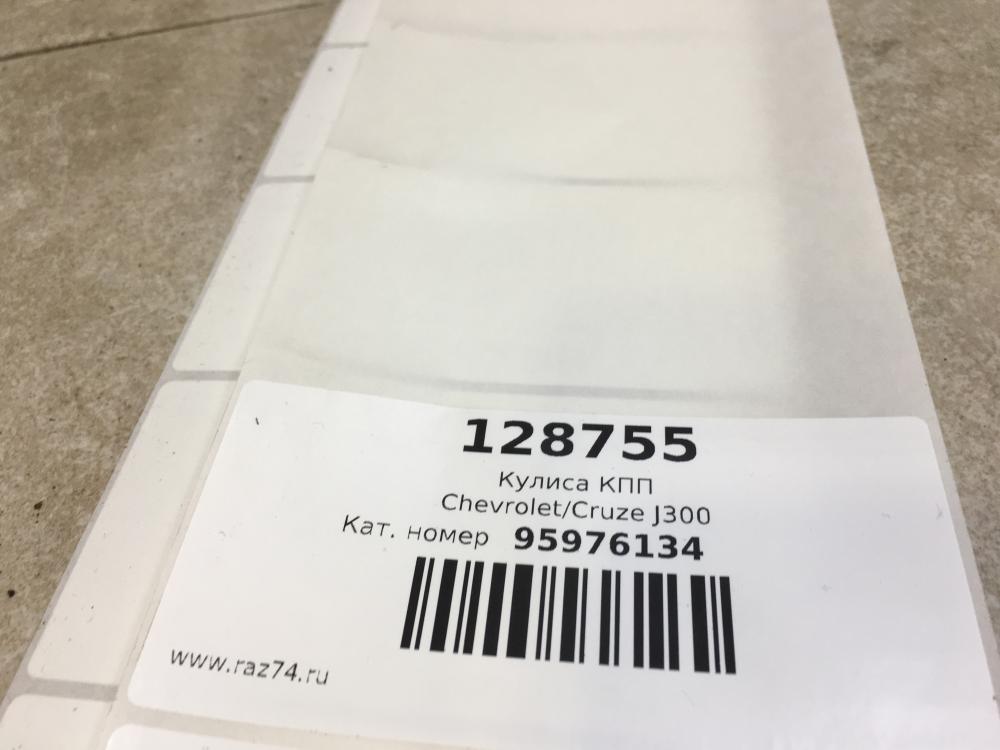 128755
Кулиса КПП
Chevrolet/Cruze J300
Кат. номер 95976134
www.raz74.ru